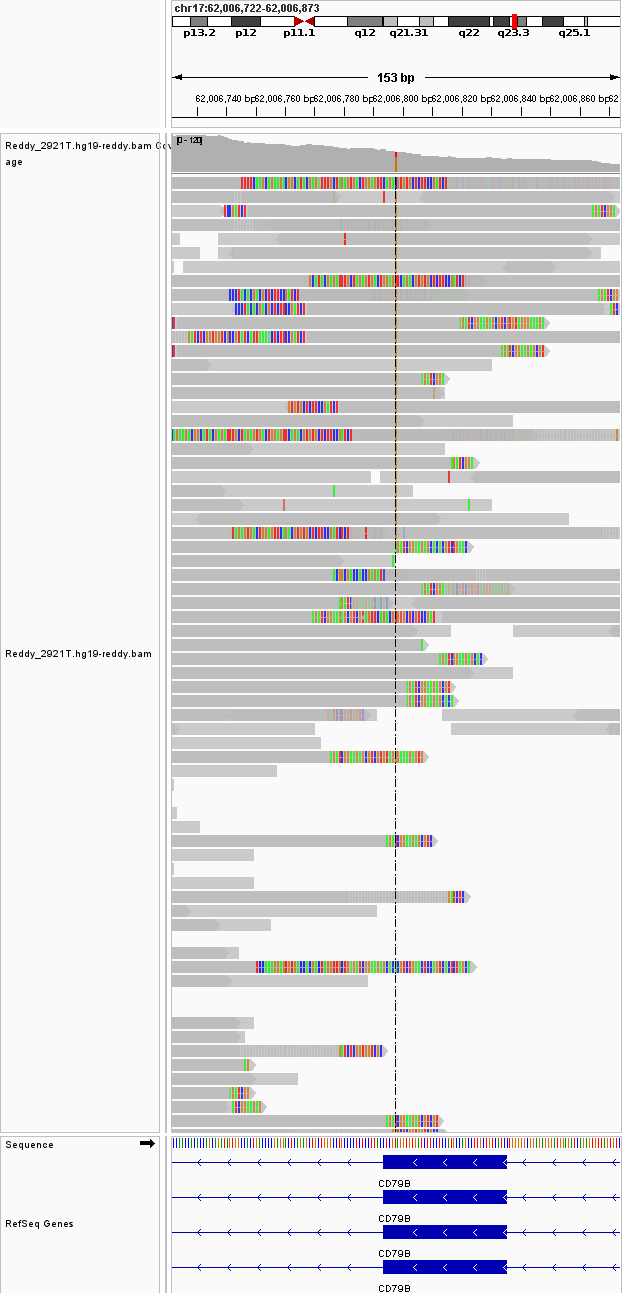 chr17:62,006,722-62,006,873
p13.2 p12 p11.1 q12 q21.31 q22 q23.3 q25.1
153 bp
62,006,740 bp 62,006,760 bp 62,006,780 bp 62,006,800 bp 62,006,820 bp 62,006,840 bp 62,006,860 bp 62
Reddy_2921T.hg19-reddy.bam Cov
age
[0 - 120]
Reddy_2921T.hg19-reddy.bam
Sequence
CD79B
CD79B
RefSeq Genes
CD79B
CD79B